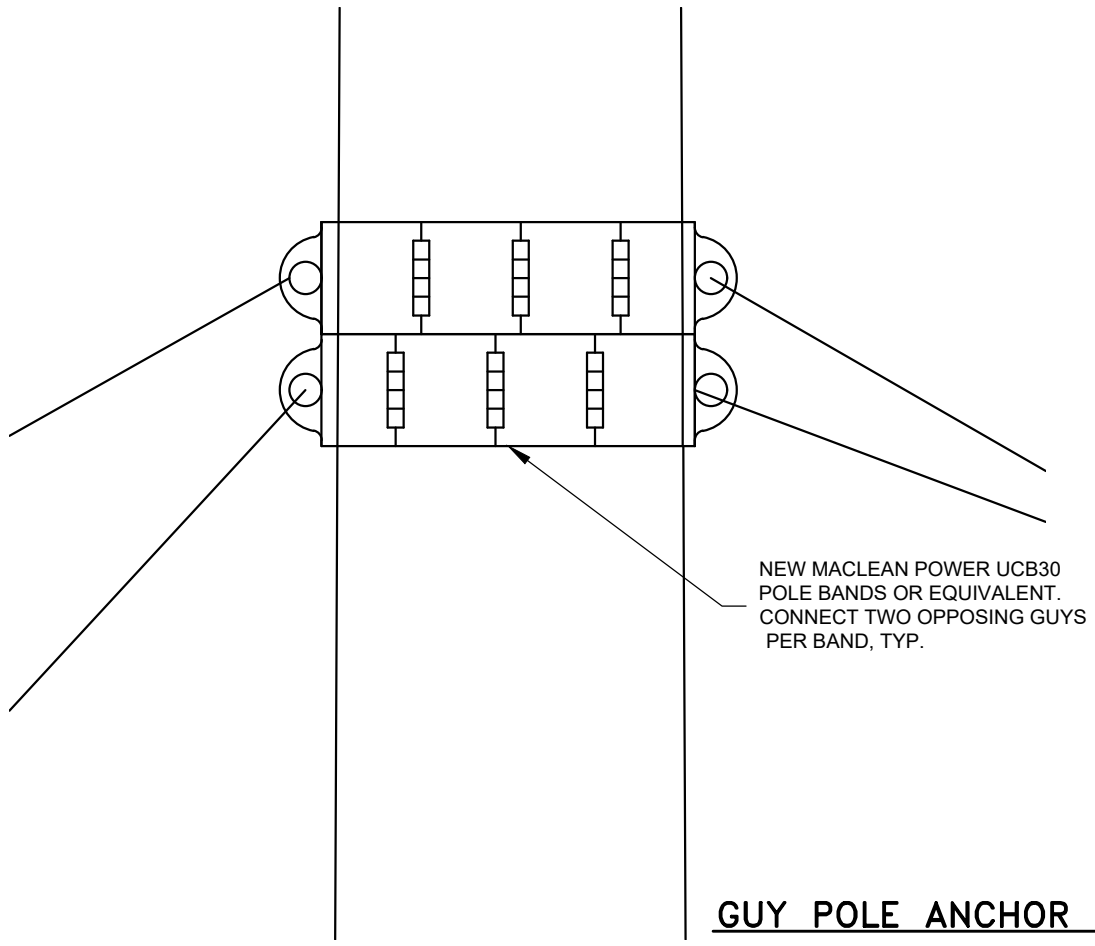 NEW MACLEAN POWER UCB30
POLE BANDS OR EQUIVALENT.
CONNECT TWO OPPOSING GUYS
PER BAND, TYP.
GUY POLE ANCHOR